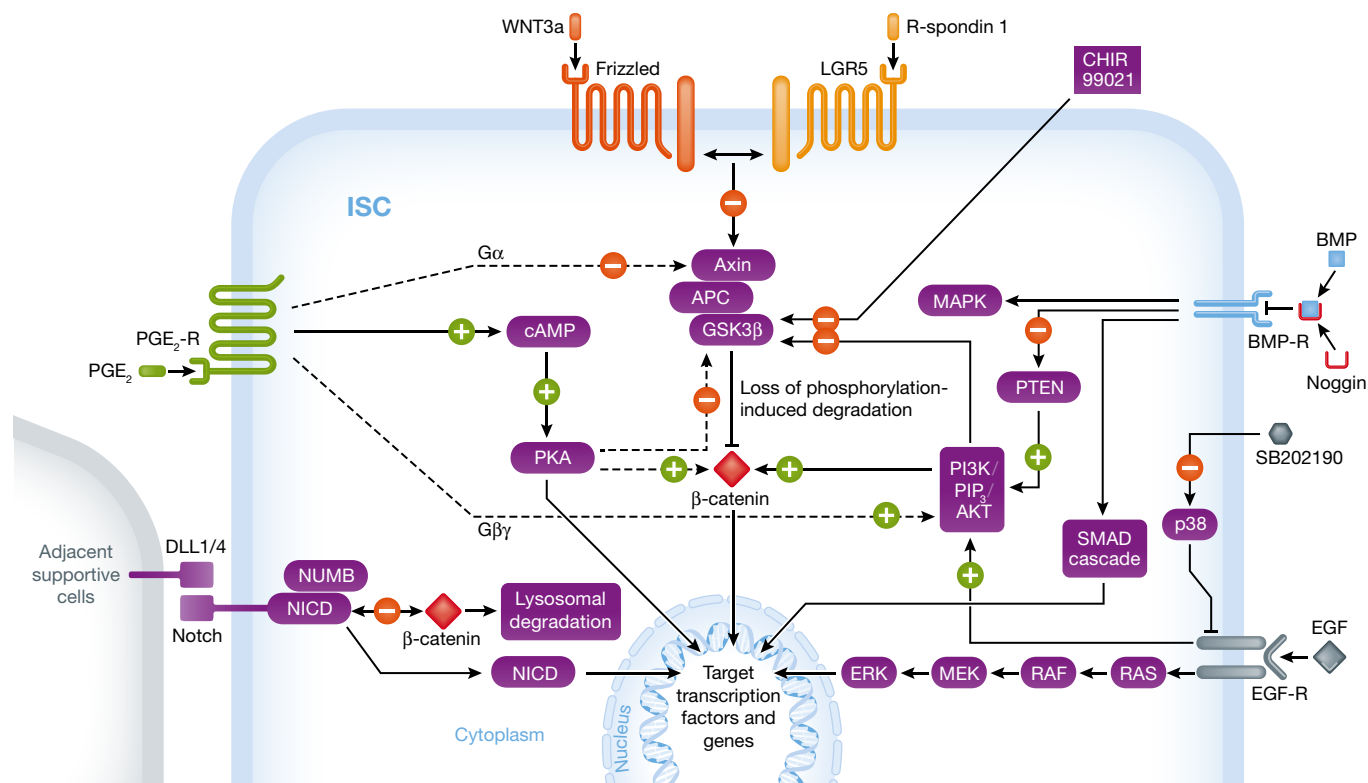 WNT3a
R-spondin 1
Frizzled
LGR5
CHIR
99021
ISC
Gα
Axin
APC
GSK3β
MAPK
BMP
BMP-R
Noggin
cAMP
PGE₂-R
PGE₂
PTEN
Loss of phosphorylation-
induced degradation
PKA
β-catenin
PI3K/
PIP₃/
AKT
SB202190
p38
Gβγ
SMAD
cascade
Adjacent
supportive
cells
DLL1/4
Notch
NUMB
NICD
β-catenin
Lysosomal
degradation
NICD
Target
transcription
factors and
genes
ERK
MEK
RAF
RAS
EGF
EGF-R
Cytoplasm
Nucleus